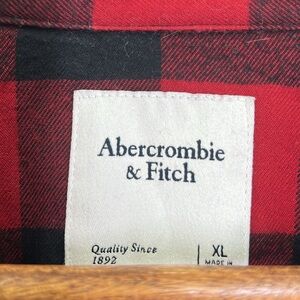 Abercrombie
& Fitch
Quality Since
1892
XL
MADE IN